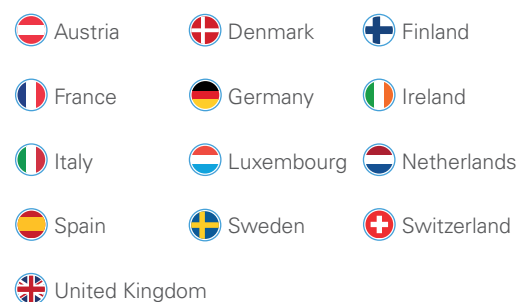 Austria
Denmark
Finland
France
Germany
Ireland
Italy
Luxembourg
Netherlands
Spain
Sweden
Switzerland
United Kingdom